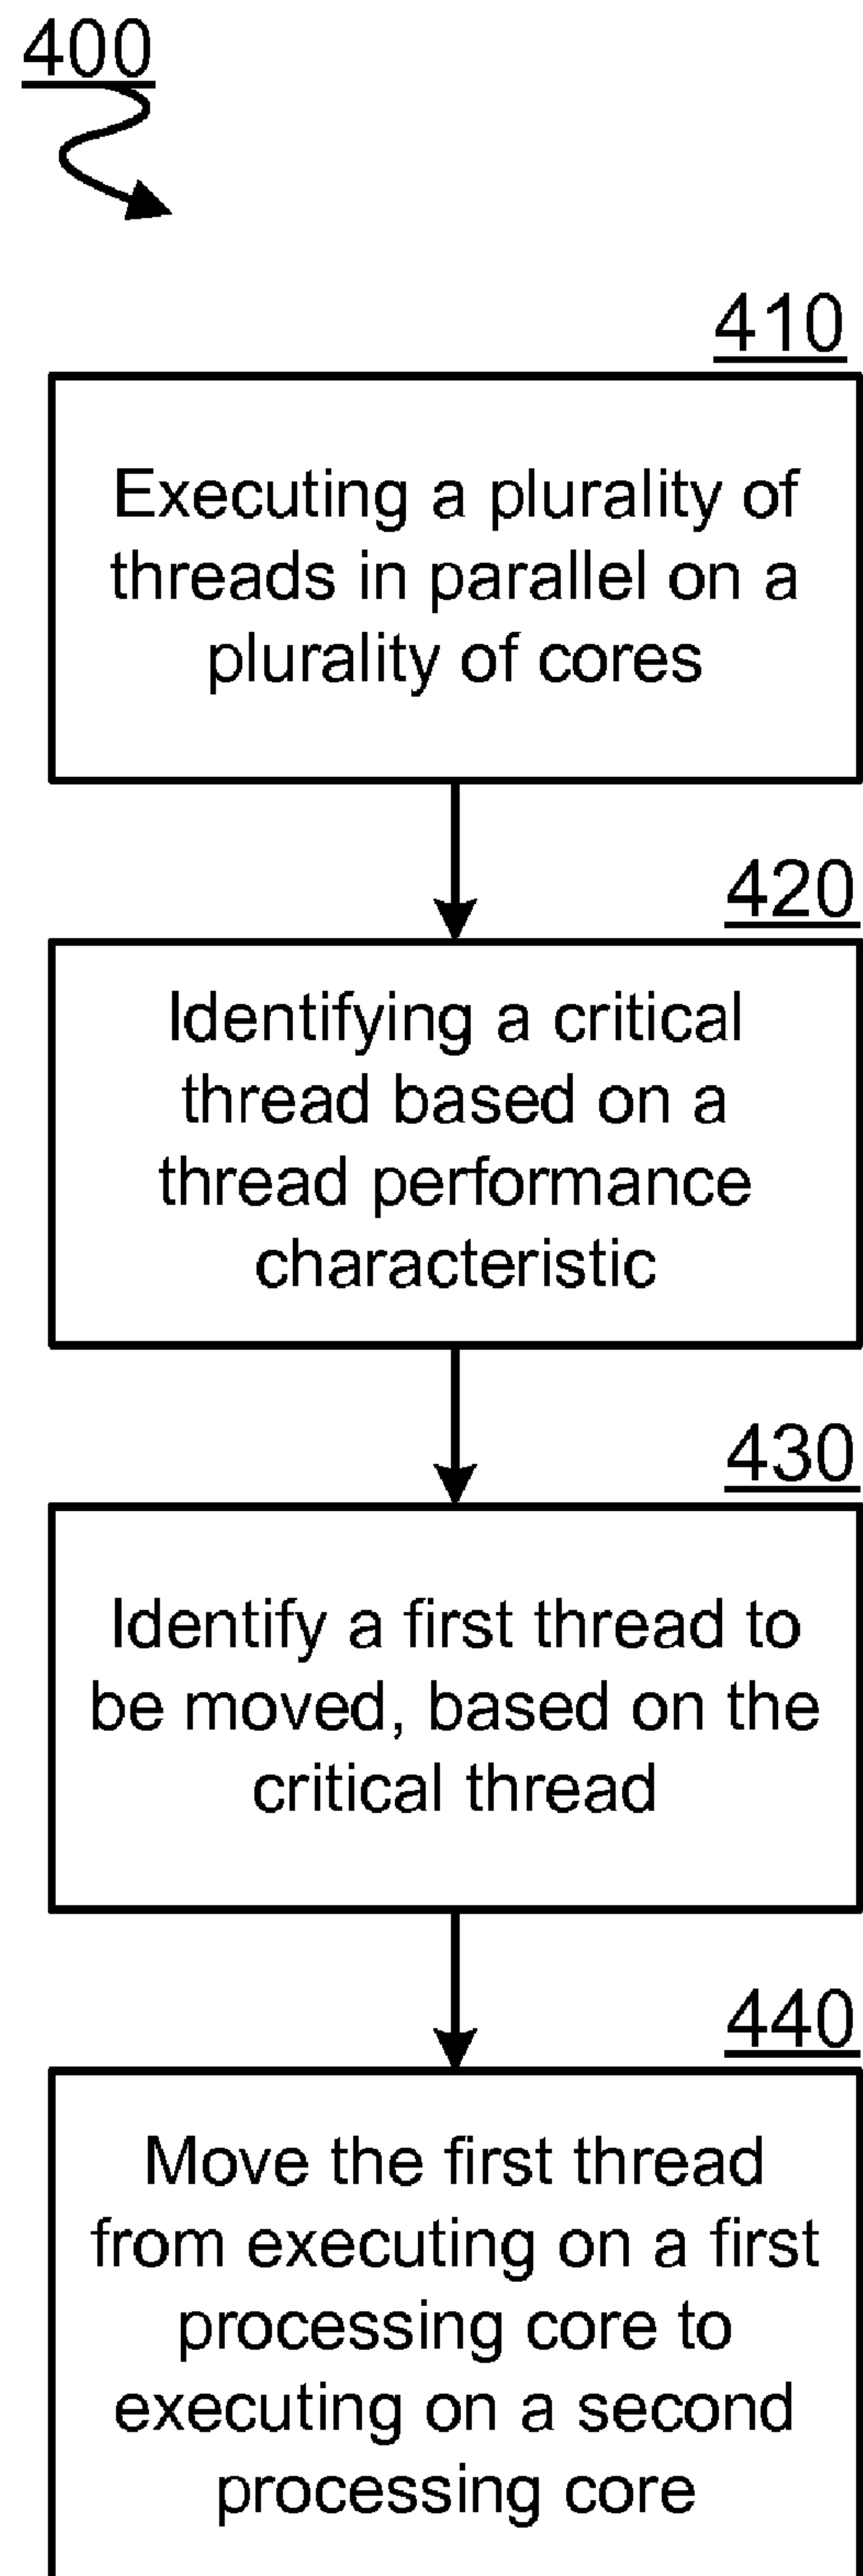 400
410
Executing a plurality of
threads in parallel on a
plurality of cores
420
Identifying a critical
thread based on a
thread performance
characteristic
430
Identify a first thread to
be moved, based on the
critical thread
440
Move the first thread
from executing on a first
processing core to
executing on a second
processing core